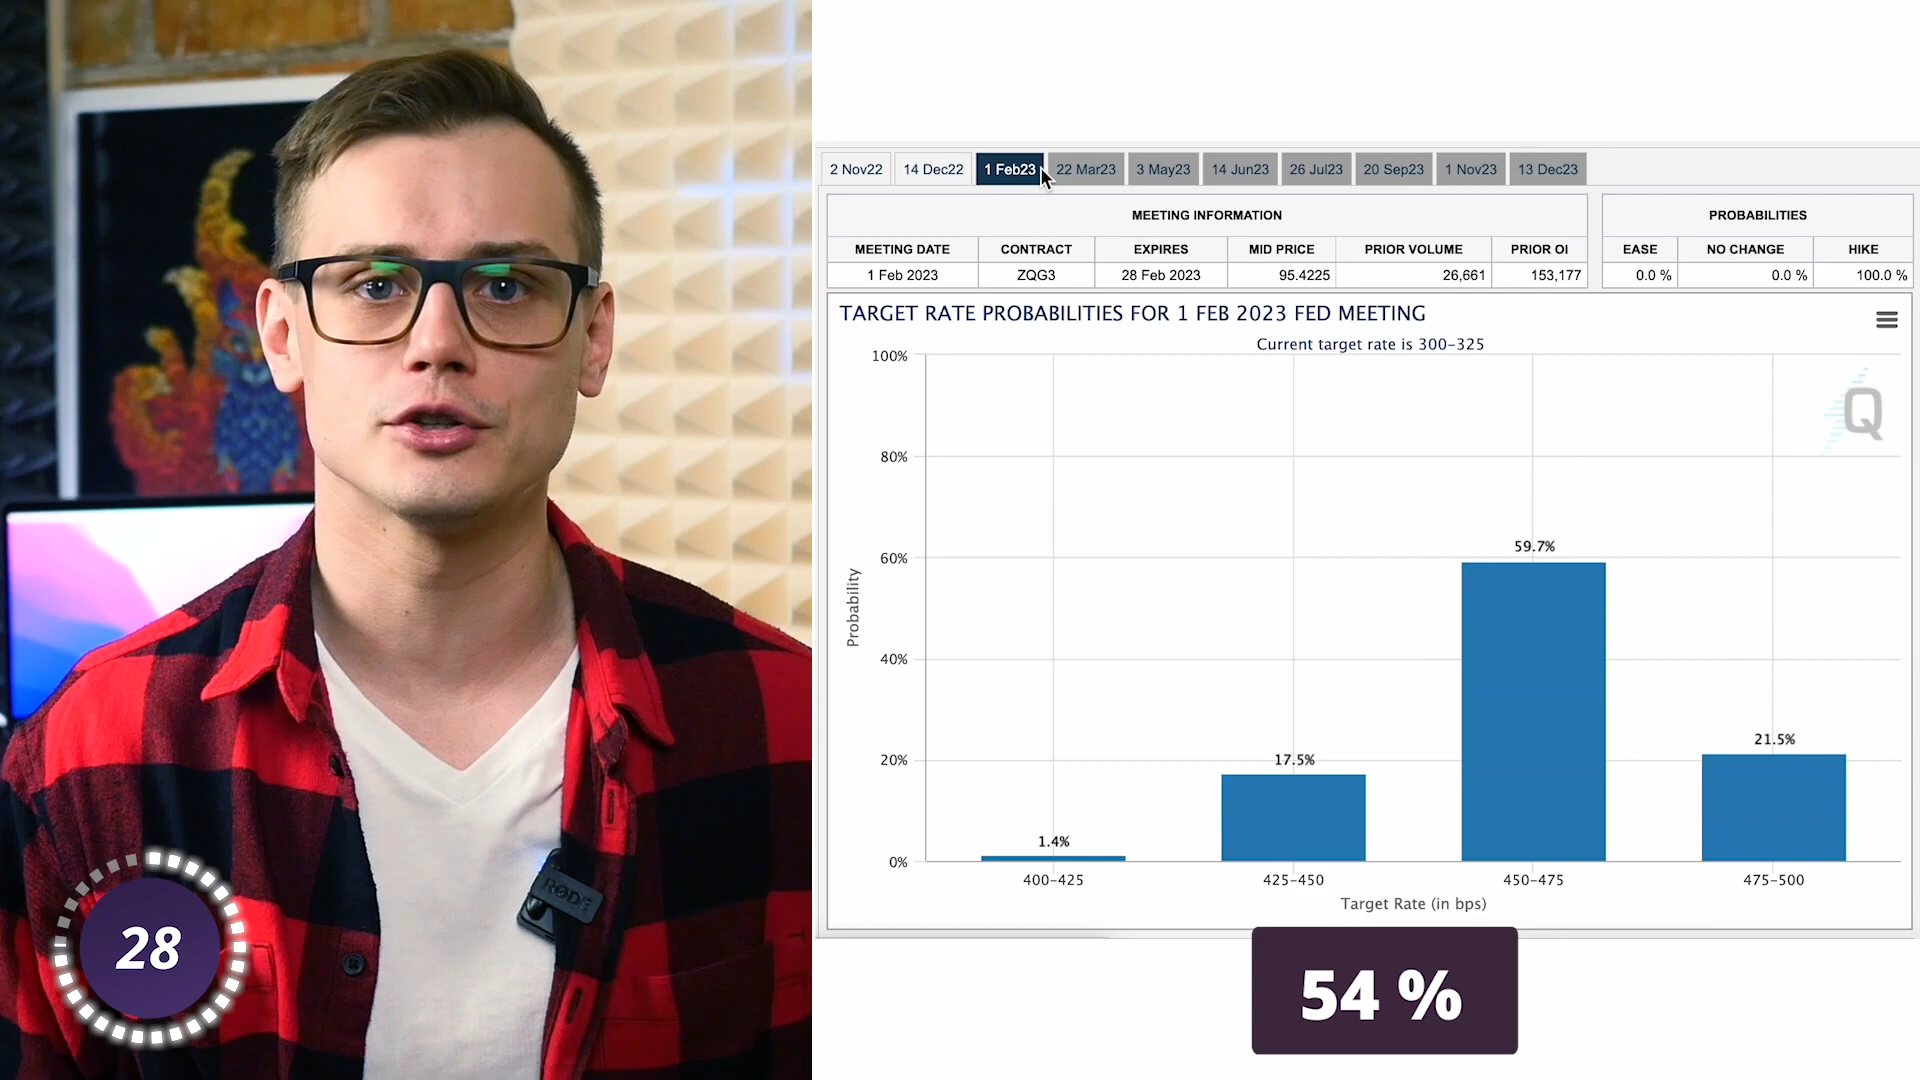 2 Nov22 14 Dec22 1 Feb23 22 Mar23 3 May23 14 Jun23 26 Jul23 20 Sep23 1 Nov23 13 Dec23
MEETING INFORMATION
MEETING DATE CONTRACT EXPIRES MID PRICE PRIOR VOLUME PRIOR OI
1 Feb 2023 ZQG3 28 Feb 2023 95.4225 26,661 153,177
PROBABILITIES
EASE NO CHANGE HIKE
0.0 % 0.0 % 100.0 %
TARGET RATE PROBABILITIES FOR 1 FEB 2023 FED MEETING
Current target rate is 300-325
Q
Probability
100%
80%
60%
40%
20%
0%
1.4%
17.5%
59.7%
21.5%
400-425 425-450 450-475 475-500
Target Rate (in bps)
54 %
28
RØDE